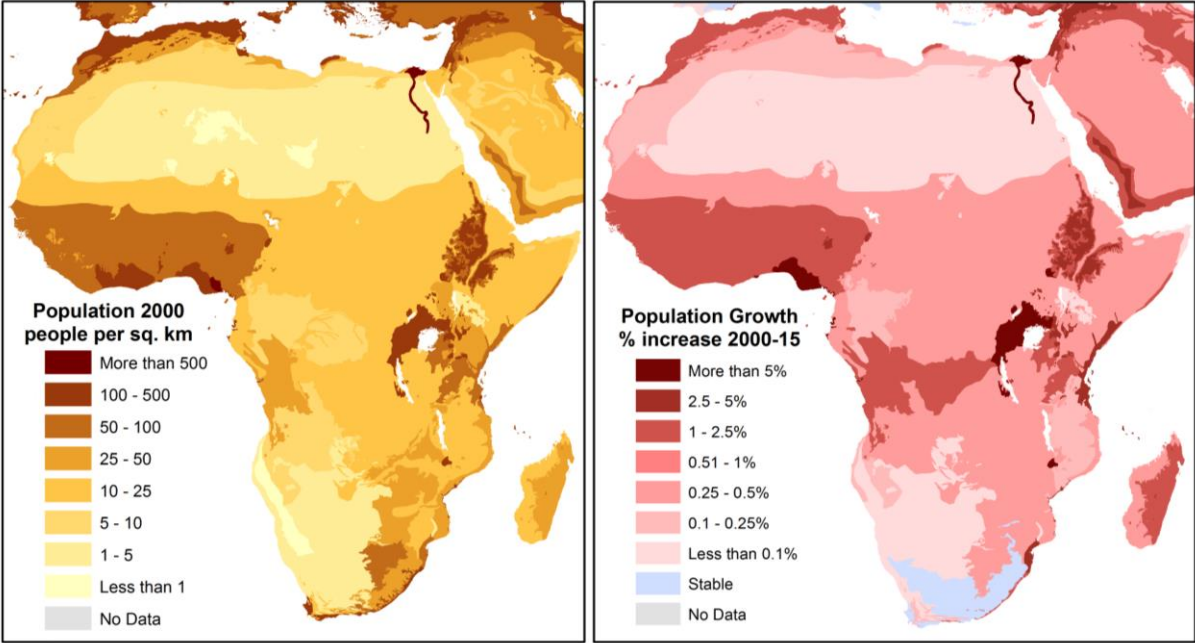 Population 2000
people per sq. km
More than 500
100 - 500
50 - 100
25 - 50
10 - 25
5 - 10
1 - 5
Less than 1
No Data
Population Growth
% increase 2000-15
More than 5%
2.5 - 5%
1 - 2.5%
0.51 - 1%
0.25 - 0.5%
0.1 - 0.25%
Less than 0.1%
Stable
No Data